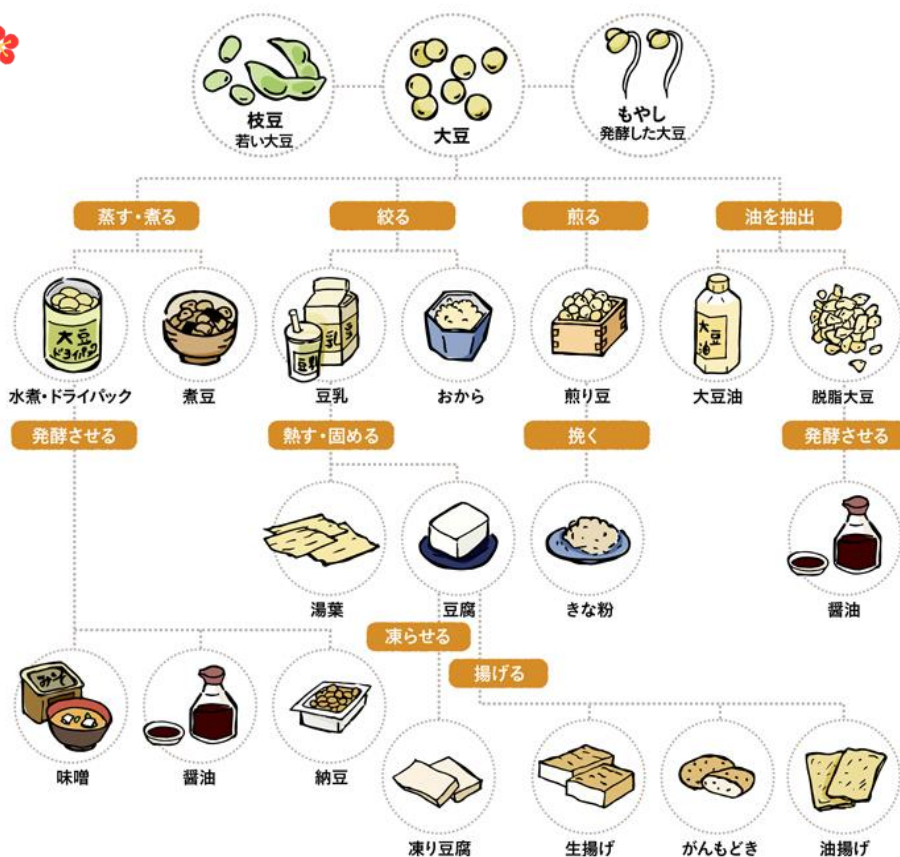 枝豆
若い大豆
大豆
もやし
発酵した大豆
蒸す・煮る
絞る
煎る
油を抽出
大豆
ドライパック
豆乳
乳
大豆油
水煮・ドライパック
煮豆
豆乳
おから
煎り豆
大豆油
脱脂大豆
発酵させる
熱す・固める
挽く
発酵させる
湯葉
豆腐
きな粉
醤油
凍らせる
揚げる
みそ
味噌
醤油
納豆
凍り豆腐
生揚げ
がんもどき
油揚げ